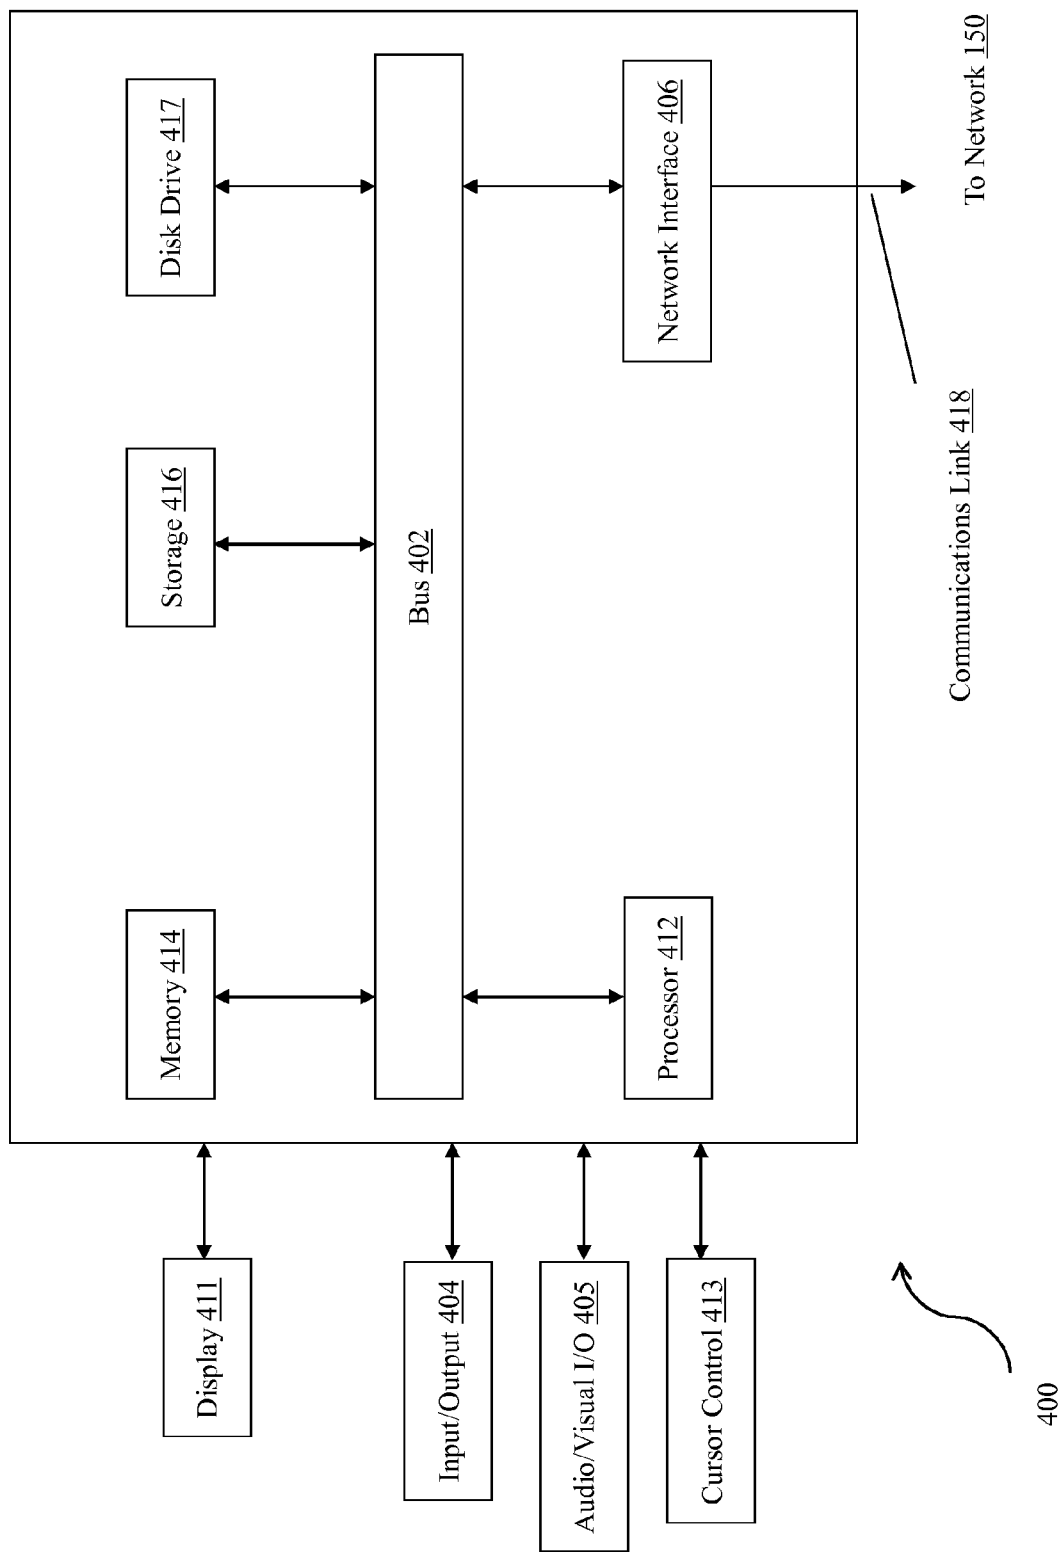 Display 411
Memory 414
Storage 416
Disk Drive 417
Input/Output 404
Bus 402
Audio/Visual I/O 405
Cursor Control 413
Processor 412
Network Interface 406
Communications Link 418
To Network 150
400